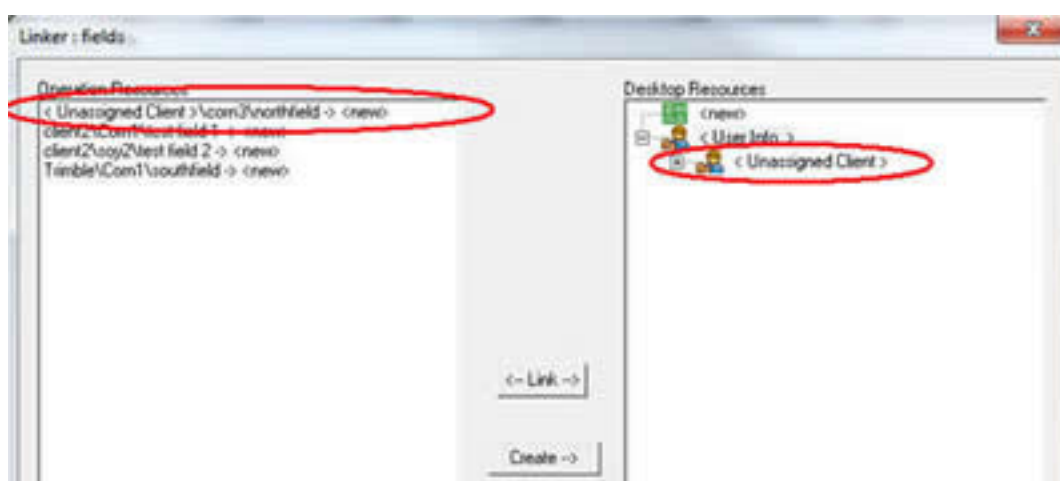 Linker : fields
Operation Resources
< Unassigned Client >\com3\northfield -> <new>
client2\Com1\test field 1 -> <new>
client2\soy2\test field 2 -> <new>
Trimble\Com1\southfield -> <new>
Desktop Resources
<new>
< User Info >
< Unassigned Client >
<-- Link -->
Create -->